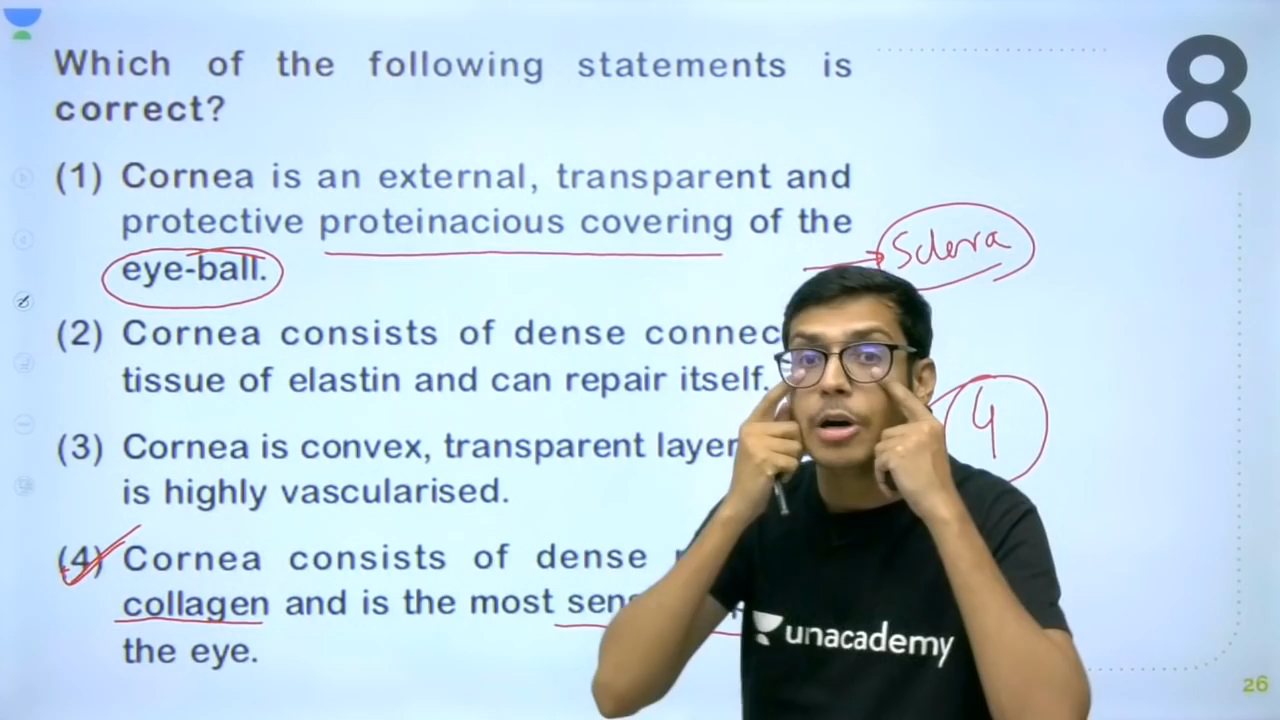 Which of the following statements is
correct?
(1) Cornea is an external, transparent and
protective proteinacious covering of the
eye-ball.
(2) Cornea consists of dense
tissue of elastin and can repair itself.
(3) Cornea is convex, transparent layer
is highly vascularised.
(4) Cornea consists of dense
collagen and is the most
the eye.
8
Sclera
4
unacademy
26